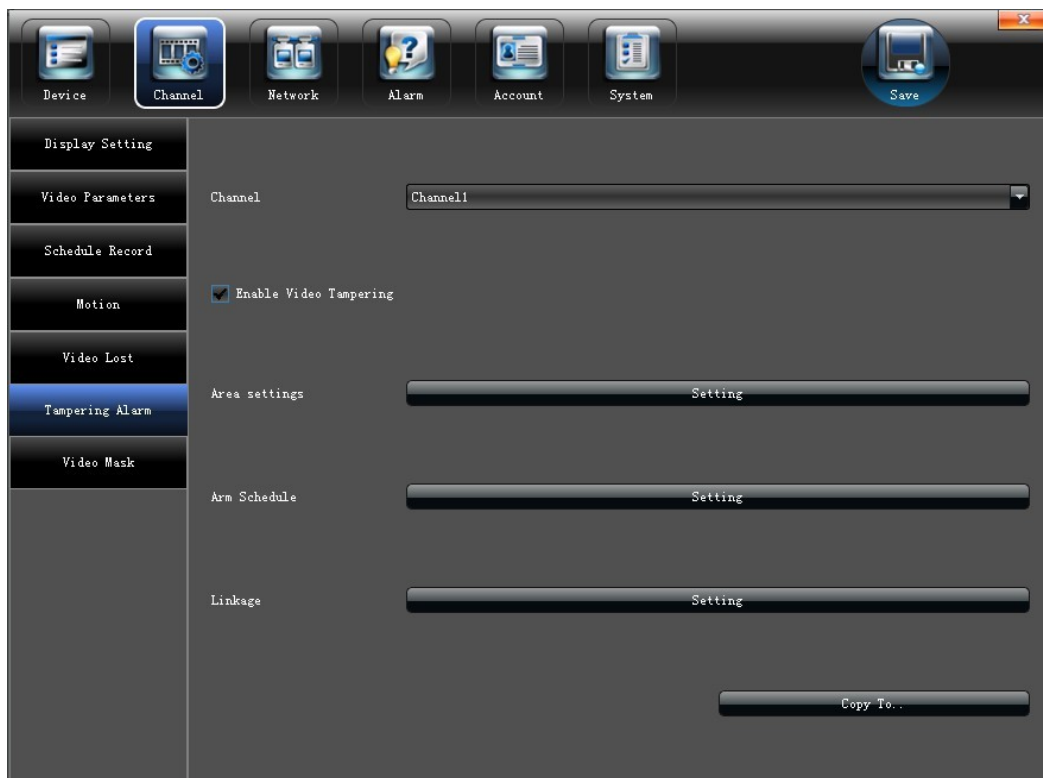 Device
Channel
Network
Alarm
Account
System
Save
Display Setting
Video Parameters
Schedule Record
Motion
Video Lost
Tampering Alarm
Video Mask
Channel
Channel1
Enable Video Tampering
Area settings
Setting
Arm Schedule
Setting
Linkage
Setting
Copy To..